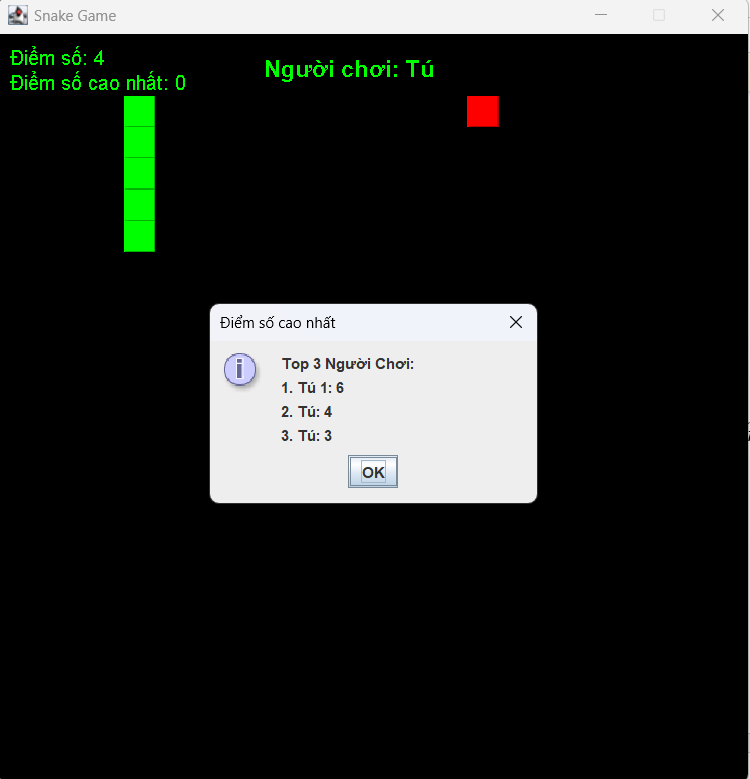 Snake Game
Điểm số: 4
Điểm số cao nhất: 0
Người chơi: Tú
Điểm số cao nhất
i
Top 3 Người Chơi:
1. Tú 1: 6
2. Tú: 4
3. Tú: 3
OK